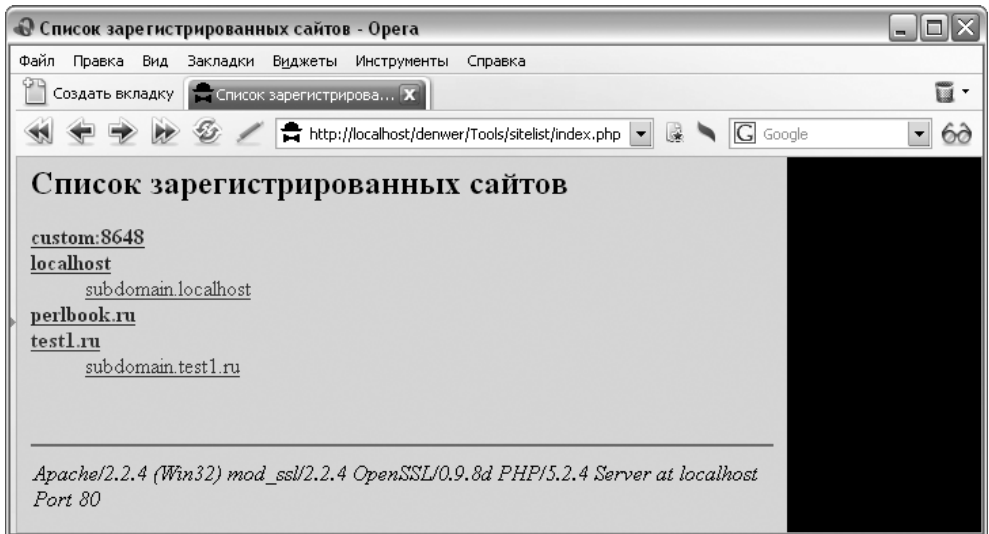 Список зарегистрированных сайтов - Opera
Файл Правка Вид Закладки Виджеты Инструменты Справка
Создать вкладку Список зарегистрирова...
http://localhost/denwer/Tools/sitelist/index.php G Google
Список зарегистрированных сайтов
custom:8648
localhost
subdomain.localhost
perlbook.ru
test1.ru
subdomain.test1.ru
Apache/2.2.4 (Win32) mod_ssl/2.2.4 OpenSSL/0.9.8d PHP/5.2.4 Server at localhost
Port 80